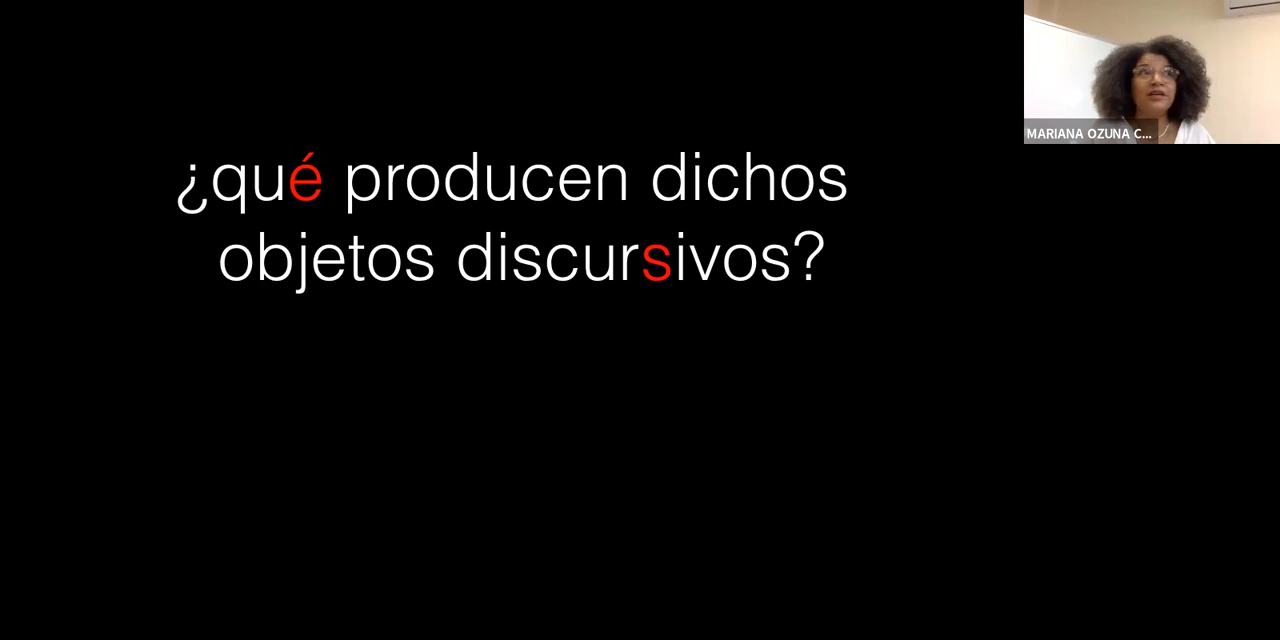 ¿qué producen dichos
objetos discursivos?
MARIANA OZUNA C...